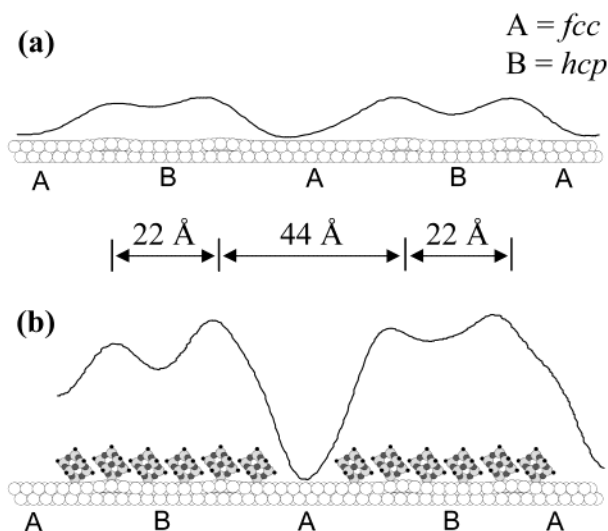 (a)
A = fcc
B = hcp
A B A B A
22 Å 44 Å 22 Å
(b)
A B A B A